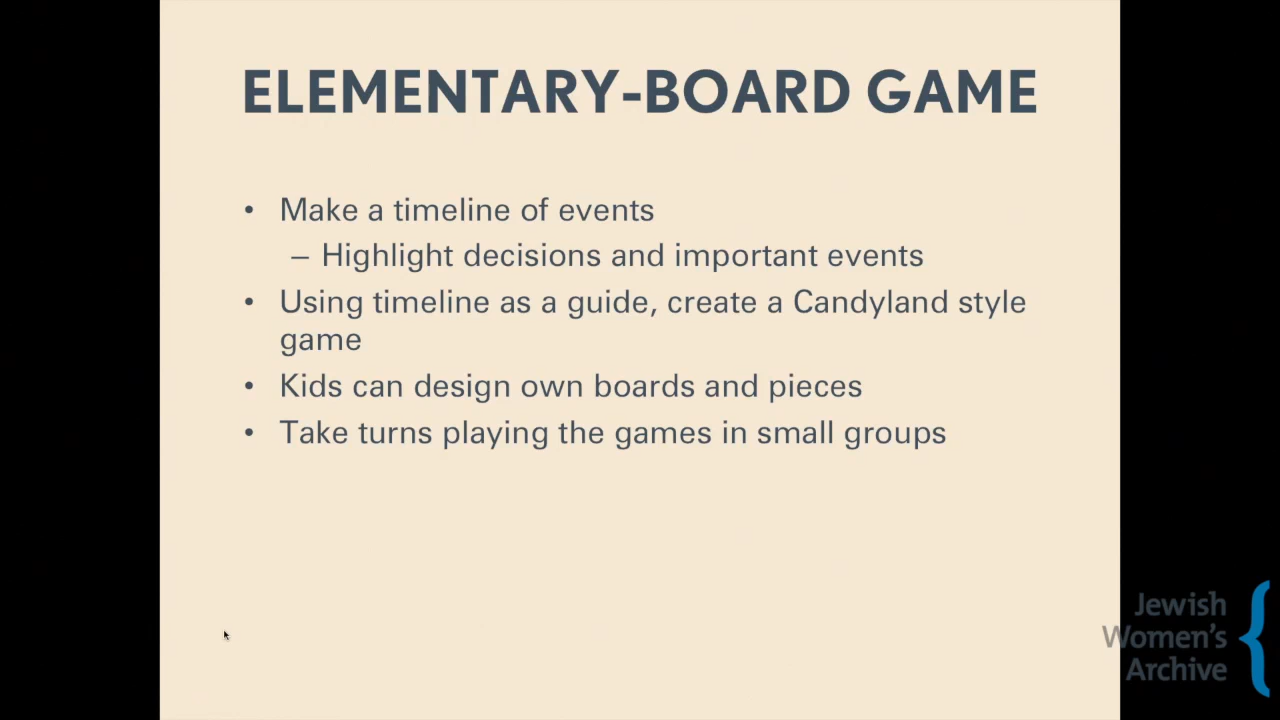 ELEMENTARY-BOARD GAME
• Make a timeline of events
– Highlight decisions and important events
• Using timeline as a guide, create a Candyland style
game
• Kids can design own boards and pieces
• Take turns playing the games in small groups
Jewish
Women's
Archive